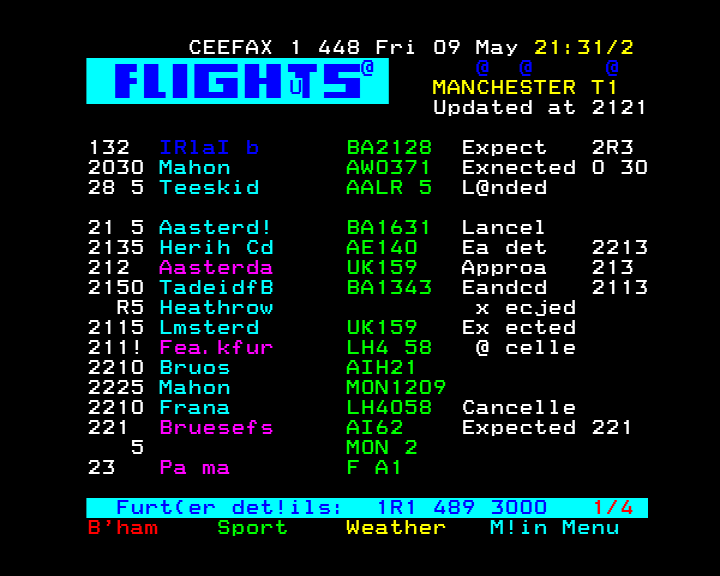 CEEFAX 1 448 Fri 09 May 21:31/2
FLIGHTS @ @ @ @
U
MANCHESTER T1
Updated at 2121
132 IRlaI b BA2128 Expect 2R3
2030 Mahon AWO371 Exnected O 30
28 5 Teeskid AALR 5 L@nded
21 5 Aasterd! BA1631 Lancel
2135 Herih Cd AE140 Ea det 2213
212 Aasterda UK159 Approa 213
2150 TadeidfB BA1343 Eandcd 2113
R5 Heathrow x ecjed
2115 Lmsterd UK159 Ex ected
211! Fea.kfur LH4 58 @ celle
2210 Bruos AIH21
2225 Mahon MON1209
2210 Frana LH4058 Cancelle
221 Bruesefs AI62 Expected 221
5 MON 2
23 Pa ma F A1
Furt(er det!ils: 1R1 489 3000 1/4
B'ham Sport Weather M!in Menu